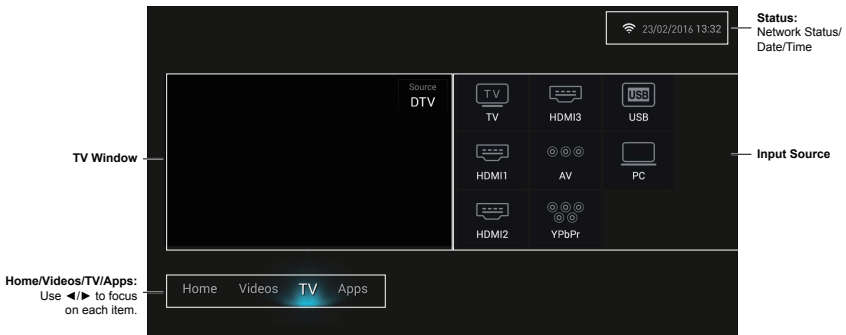 23/02/2016 13:32
Status:
Network Status/
Date/Time
Source
DTV
TV
TV
HDMI3
USB
USB
TV Window
HDMI1
AV
PC
Input Source
HDMI2
YPbPr
Home/Videos/TV/Apps:
Use ◄/► to focus
on each item.
Home Videos TV Apps